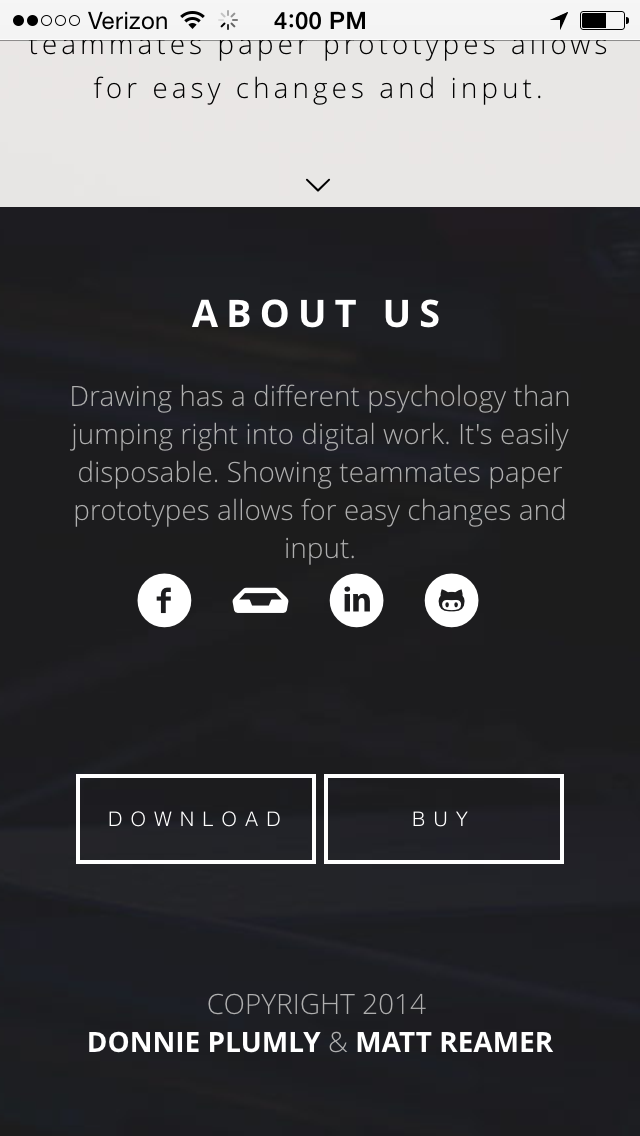 Verizon 4:00 PM
teammates paper prototypes allows
for easy changes and input.
ABOUT US
Drawing has a different psychology than
jumping right into digital work. It's easily
disposable. Showing teammates paper
prototypes allows for easy changes and
input.
f in
DOWNLOAD BUY
COPYRIGHT 2014
DONNIE PLUMLY & MATT REAMER